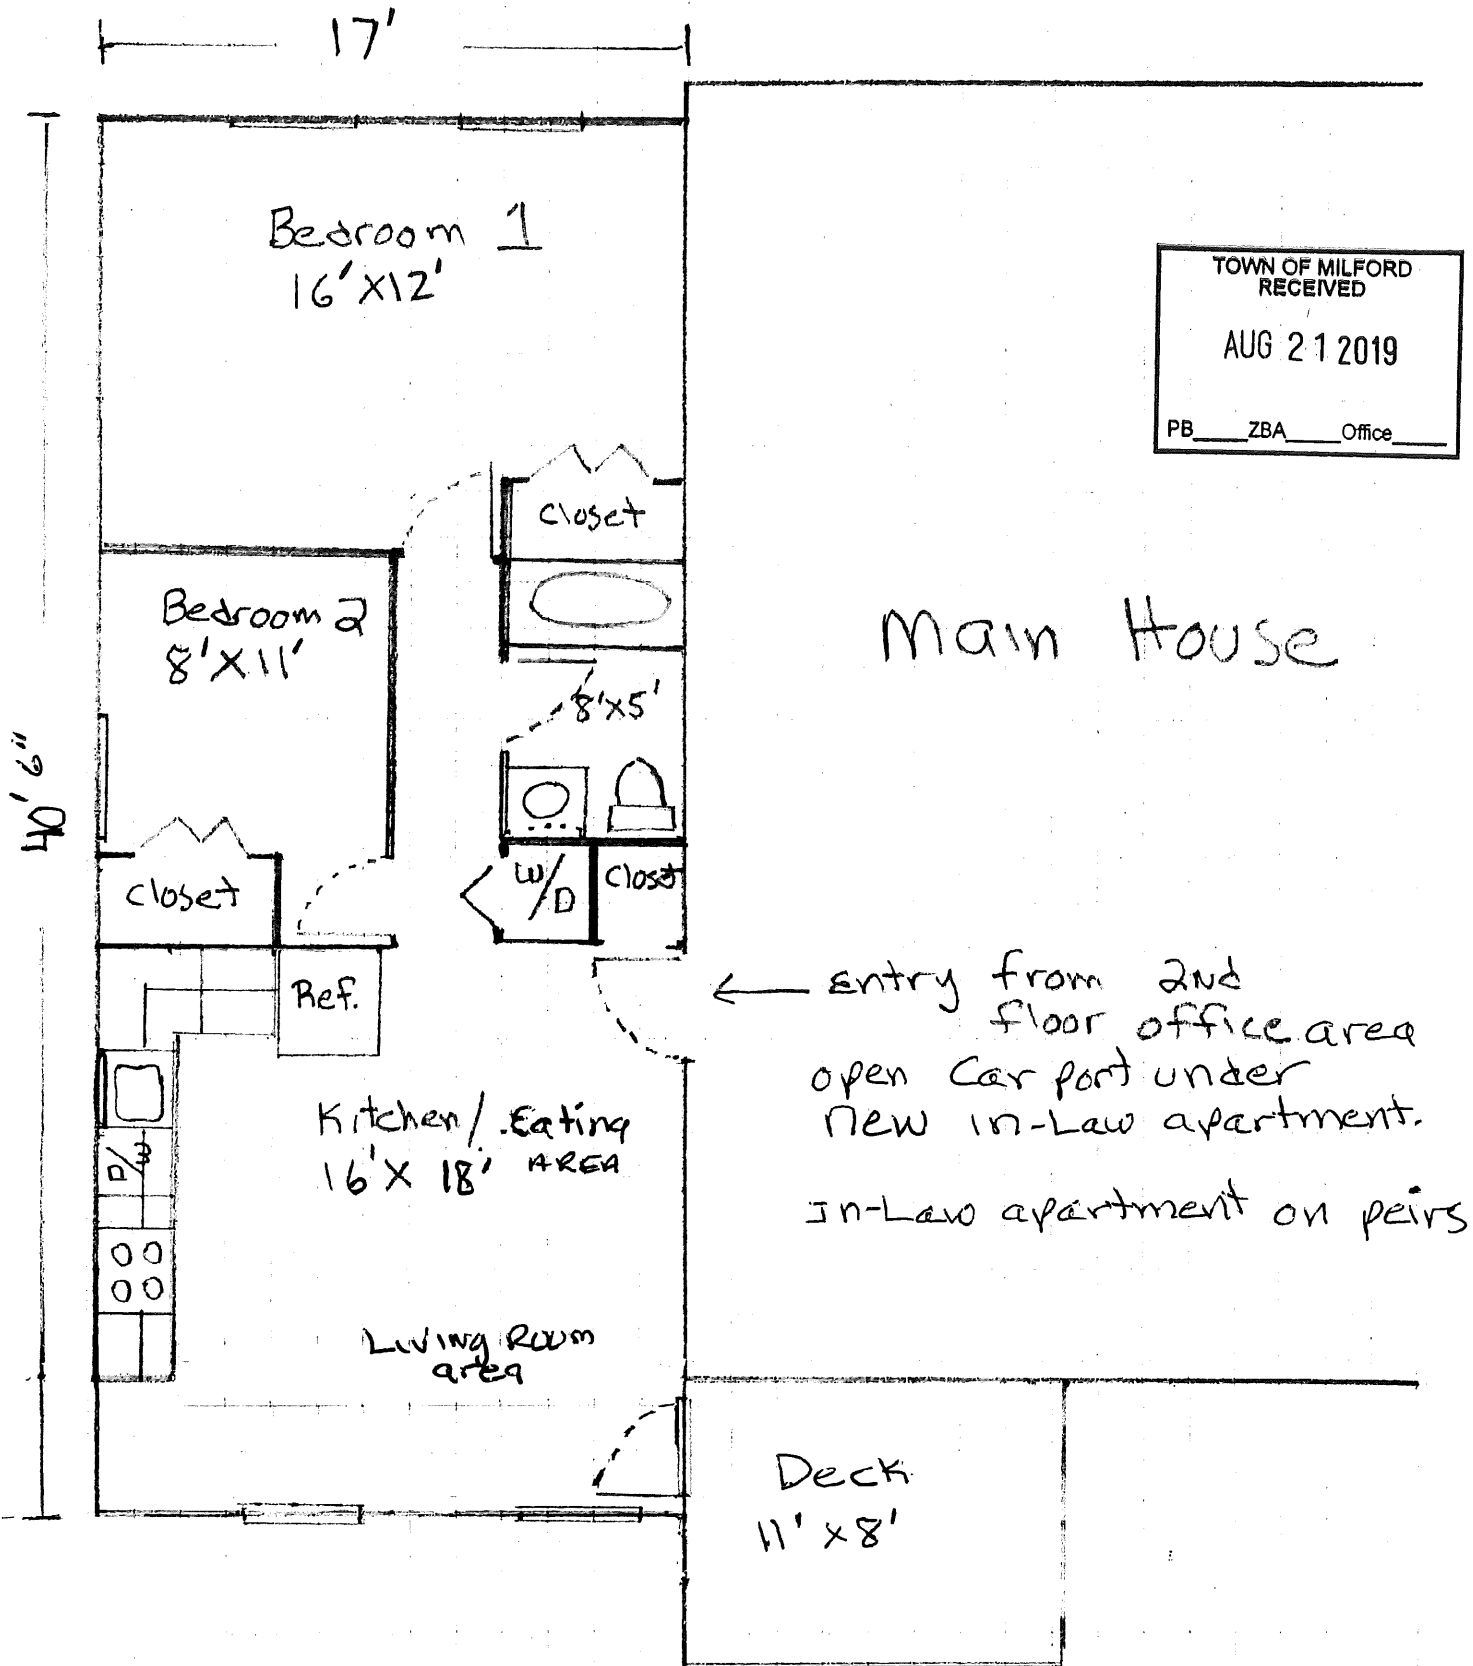 17'
Bedroom 1
16'X12'
TOWN OF MILFORD
RECEIVED
AUG 21 2019
PB____ZBA____Office____
Closet
Bedroom 2
8'X11'
Main House
8'X5'
40' 6"
Closet
W/D
Closet
Ref.
← Entry from 2nd
floor office area
open Car port under
new in-Law apartment.
Kitchen/ Eating
16'X 18' AREA
D/W
In-Law apartment on peirs
Living Room
area
Deck
11' x 8'